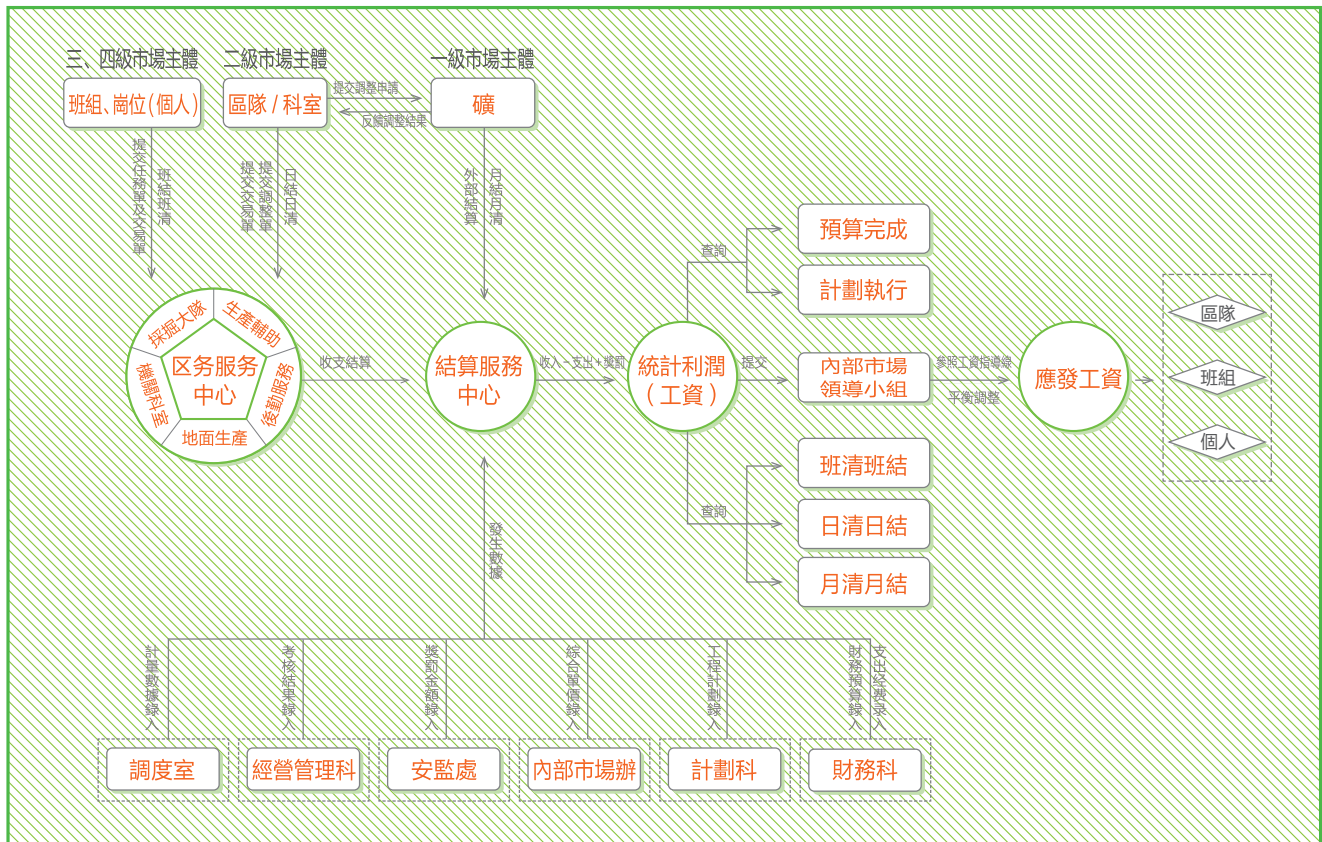 三、四級市場主體
二級市場主體
一級市場主體
班組、崗位(個人)
區隊 / 科室
提交調整申請
反饋調整結果
礦
提交任務單及交易單
班結班清
提交交易單
提交調整單
日結日清
外部結算
月結月清
採掘大隊
生產輔助
機關科室
後勤服務
地面生產
区务服务
中心
收支結算
結算服務
中心
收入－支出＋獎罰
統計利潤
（工資）
查詢
預算完成
計劃執行
提交
內部市場
領導小組
參照工資指導線
平衡調整
應發工資
區隊
班組
個人
查詢
班清班結
日清日結
月清月結
發生數據
計量數據錄入
考核結果錄入
獎罰金額錄入
綜合單價錄入
工程計劃錄入
財務預算錄入
支出经费录入
調度室
經營管理科
安監處
內部市場辦
計劃科
財務科